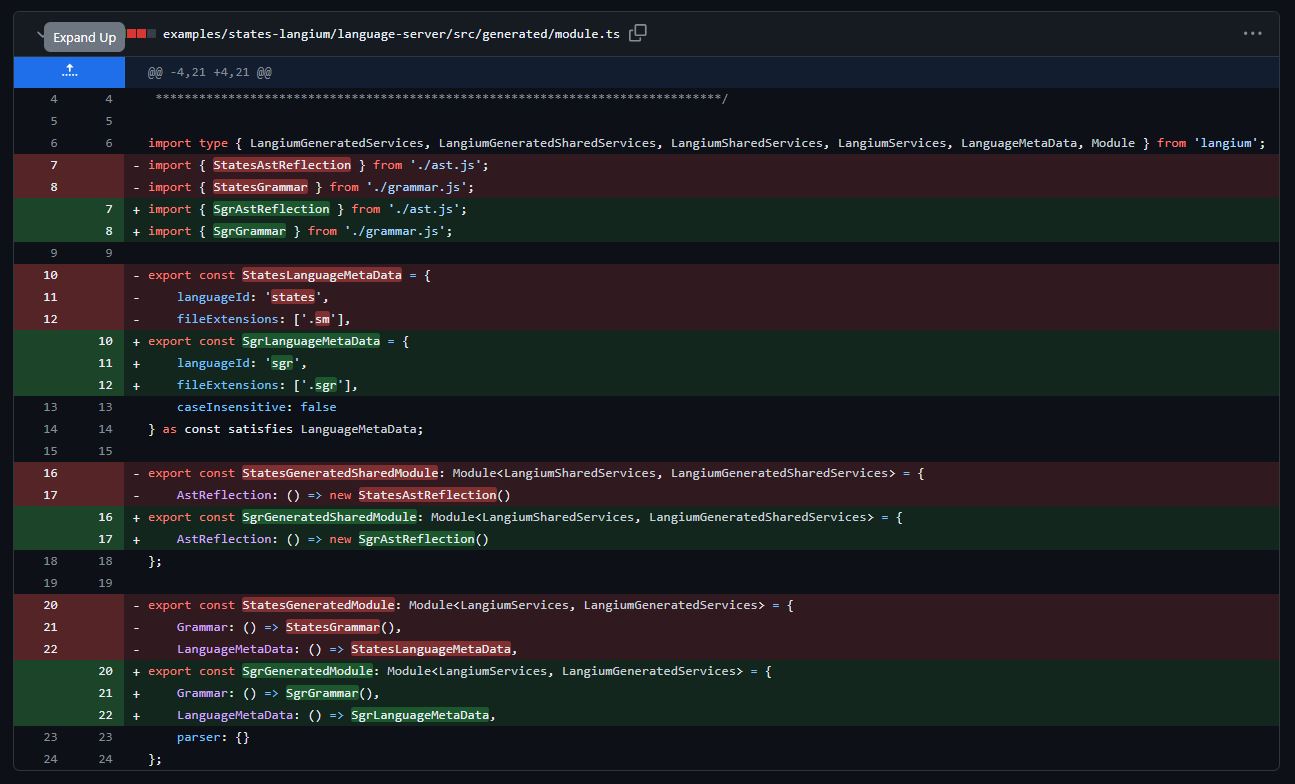 Expand Up examples/states-langium/language-server/src/generated/module.ts
@@ -4,21 +4,21 @@
4 4 ******************************************************************************/
5 5
6 6 import type { LangiumGeneratedServices, LangiumGeneratedSharedServices, LangiumSharedServices, LangiumServices, LanguageMetaData, Module } from 'langium';
7 - import { StatesAstReflection } from './ast.js';
8 - import { StatesGrammar } from './grammar.js';
7 + import { SgrAstReflection } from './ast.js';
8 + import { SgrGrammar } from './grammar.js';
9 9
10 - export const StatesLanguageMetaData = {
11 - languageId: 'states',
12 - fileExtensions: ['.sm'],
10 + export const SgrLanguageMetaData = {
11 + languageId: 'sgr',
12 + fileExtensions: ['.sgr'],
13 13 caseInsensitive: false
14 14 } as const satisfies LanguageMetaData;
15 15
16 - export const StatesGeneratedSharedModule: Module<LangiumSharedServices, LangiumGeneratedSharedServices> = {
17 - AstReflection: () => new StatesAstReflection()
16 + export const SgrGeneratedSharedModule: Module<LangiumSharedServices, LangiumGeneratedSharedServices> = {
17 + AstReflection: () => new SgrAstReflection()
18 18 };
19 19
20 - export const StatesGeneratedModule: Module<LangiumServices, LangiumGeneratedServices> = {
21 - Grammar: () => StatesGrammar(),
22 - LanguageMetaData: () => StatesLanguageMetaData,
20 + export const SgrGeneratedModule: Module<LangiumServices, LangiumGeneratedServices> = {
21 + Grammar: () => SgrGrammar(),
22 + LanguageMetaData: () => SgrLanguageMetaData,
23 23 parser: {}
24 24 };